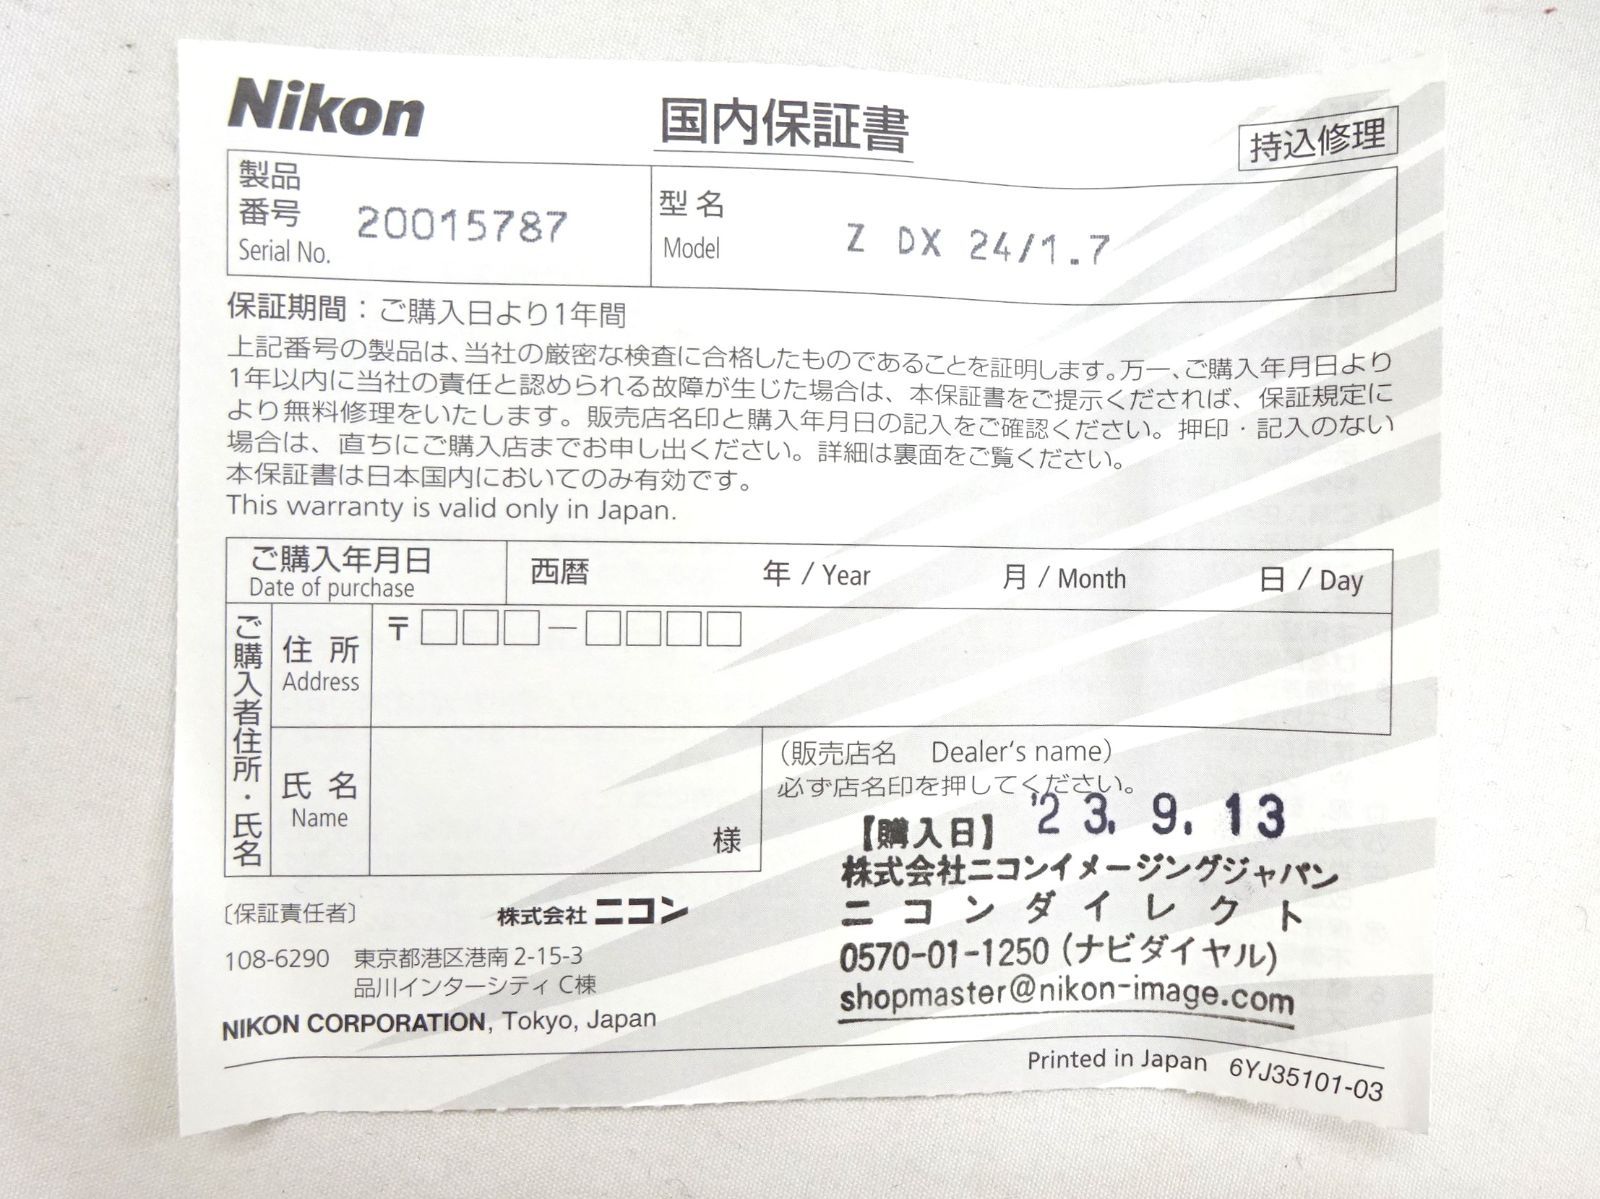 Nikon
国内保証書
持込修理
製品
番号
Serial No.
20015787
型名
Model
Z DX 24/1.7
保証期間：ご購入日より1年間
上記番号の製品は、当社の厳密な検査に合格したものであることを証明します。万一、ご購入年月日より
1年以内に当社の責任と認められる故障が生じた場合は、本保証書をご提示くだされば、保証規定に
より無料修理をいたします。販売店名印と購入年月日の記入をご確認ください。押印・記入のない
場合は、直ちにご購入店までお申し出ください。詳細は裏面をご覧ください。
本保証書は日本国内においてのみ有効です。
This warranty is valid only in Japan.
ご購入年月日
Date of purchase
西暦 年 / Year 月 / Month 日 / Day
ご購入者住所・氏名
住所
Address
〒□□□—□□□□
氏名
Name
様
（販売店名 Dealer's name）
必ず店名印を押してください。
【購入日】 '23. 9. 13
株式会社ニコンイメージングジャパン
ニコンダイレクト
0570-01-1250（ナビダイヤル）
shopmaster@nikon-image.com
〔保証責任者〕 株式会社 ニコン
108-6290 東京都港区港南2-15-3
品川インターシティ C棟
NIKON CORPORATION, Tokyo, Japan
Printed in Japan 6YJ35101-03